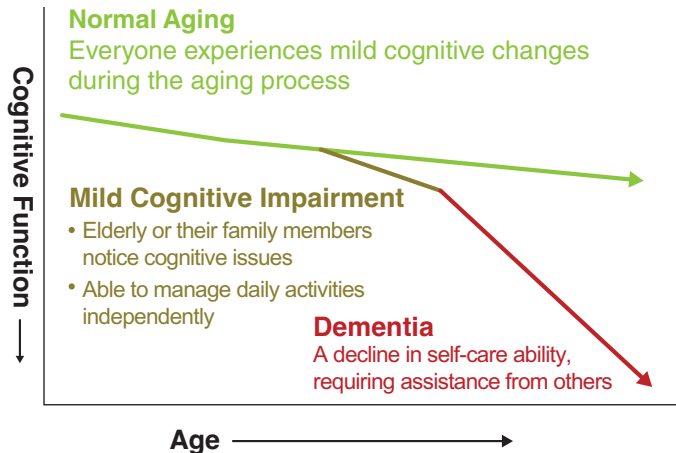 Normal Aging
Everyone experiences mild cognitive changes
during the aging process
Cognitive Function
Mild Cognitive Impairment
• Elderly or their family members
notice cognitive issues
• Able to manage daily activities
independently
Dementia
A decline in self-care ability,
requiring assistance from others
Age